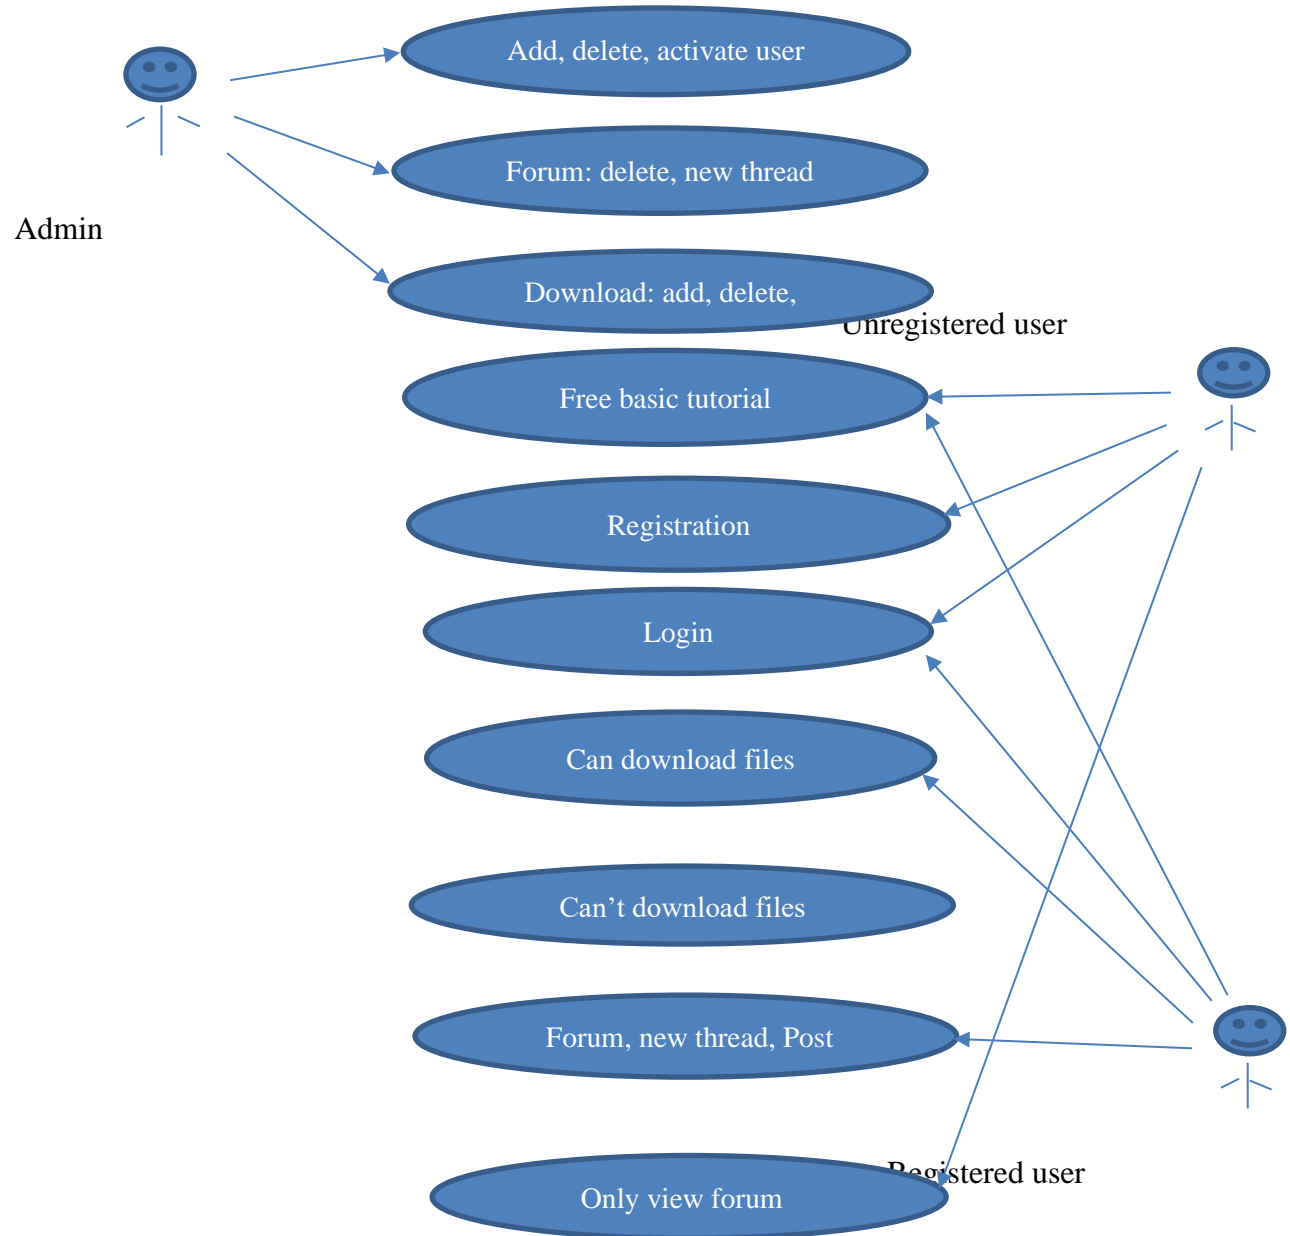 Add, delete, activate user
Forum: delete, new thread
Admin
Download: add, delete,
Unregistered user
Free basic tutorial
Registration
Login
Can download files
Can’t download files
Forum, new thread, Post
Registered user
Only view forum